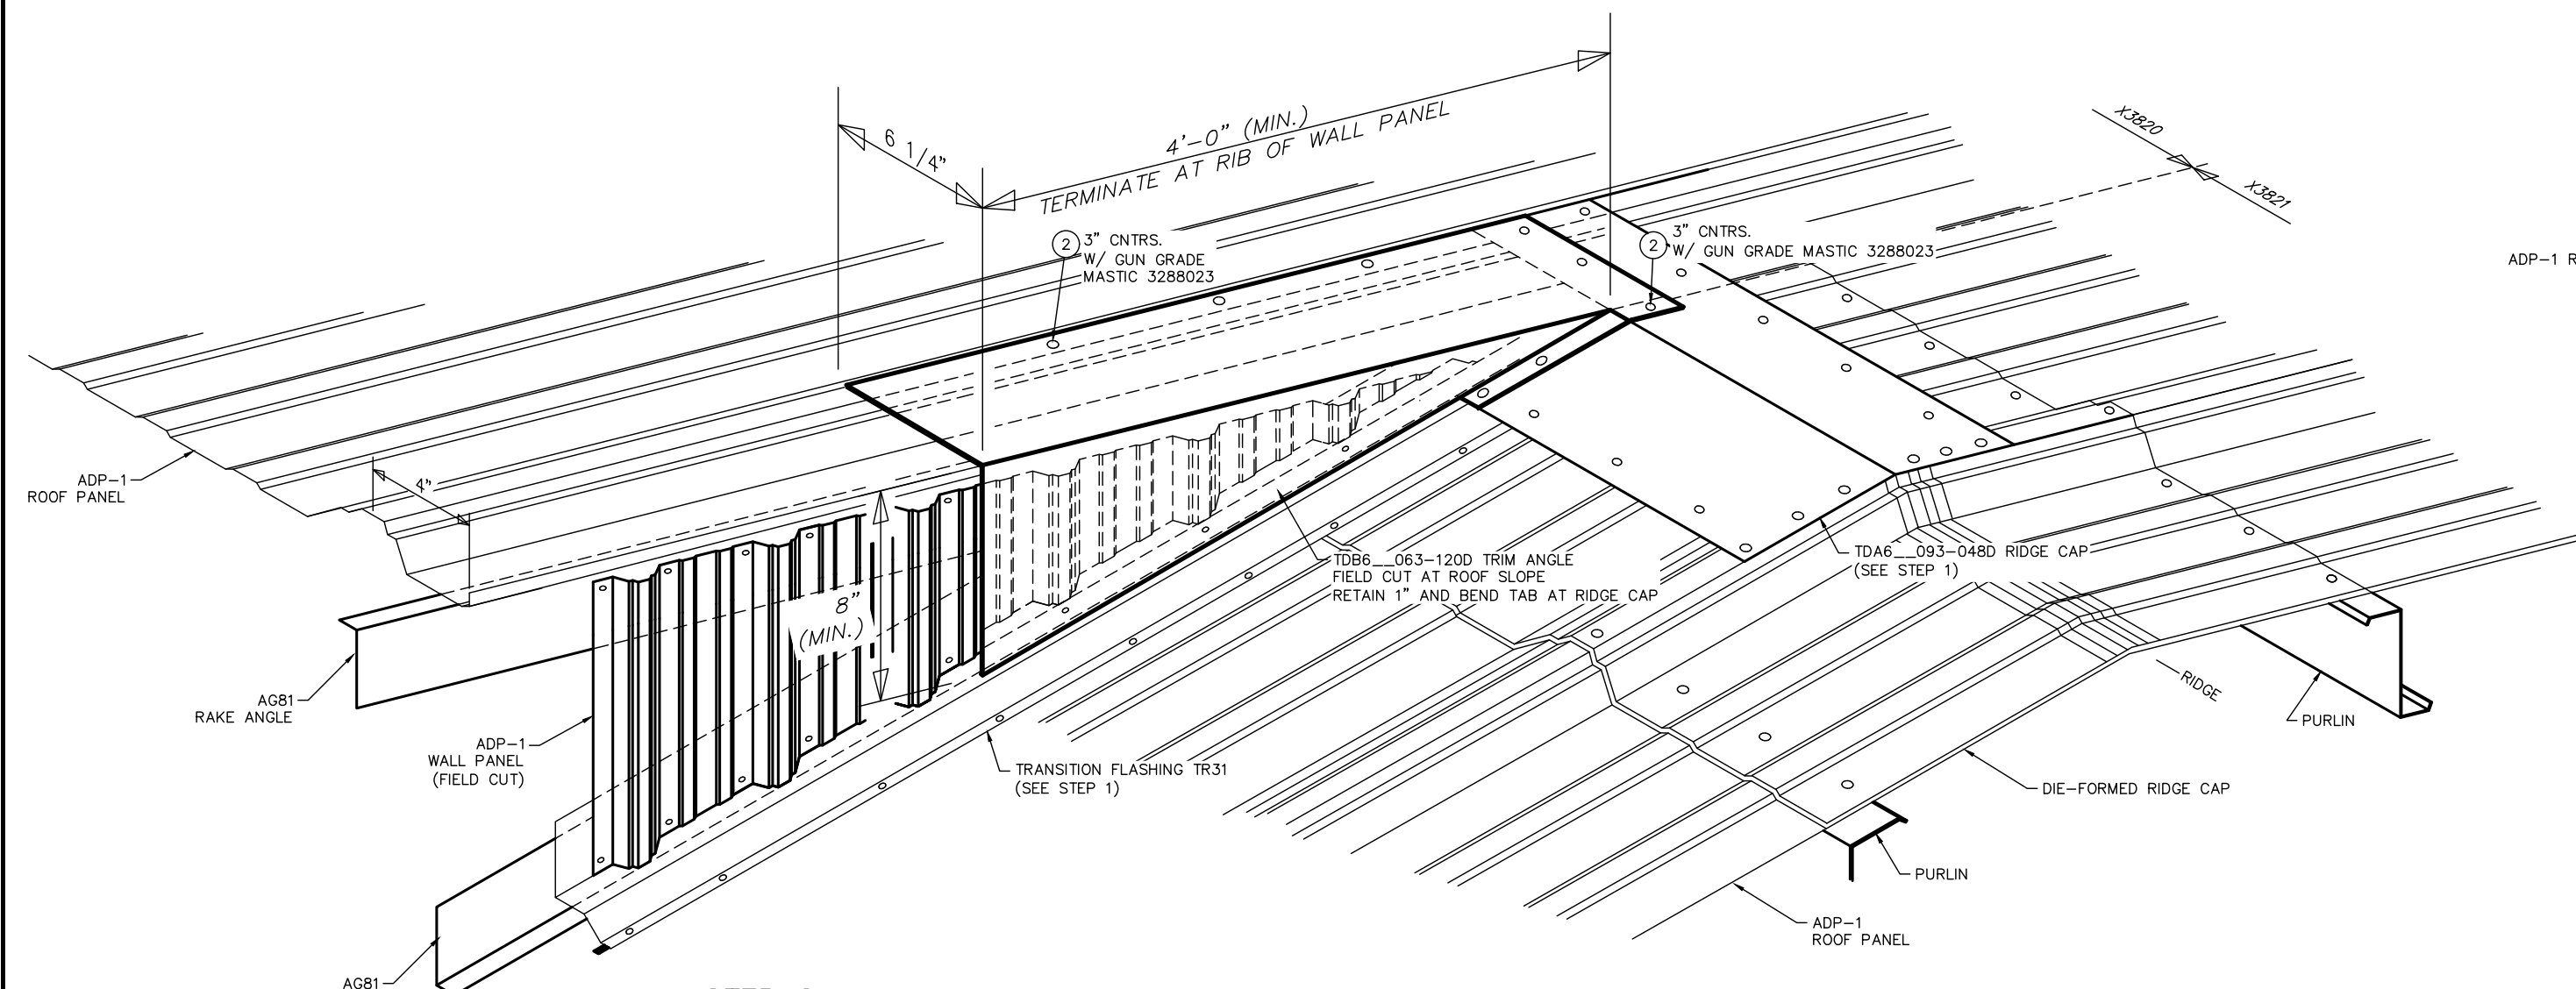 4'-0" (MIN.)
TERMINATE AT RIB OF WALL PANEL
6 1/4"
X3820
X3821
2
3" CNTRS.
W/ GUN GRADE
MASTIC 3288023
2
3" CNTRS.
W/ GUN GRADE MASTIC 3288023
ADP-1 R
ADP-1
ROOF PANEL
4"
8"
(MIN.)
TDB6__063-120D TRIM ANGLE
FIELD CUT AT ROOF SLOPE
RETAIN 1" AND BEND TAB AT RIDGE CAP
TDA6__093-048D RIDGE CAP
(SEE STEP 1)
AG81
RAKE ANGLE
RIDGE
PURLIN
ADP-1
WALL PANEL
(FIELD CUT)
TRANSITION FLASHING TR31
(SEE STEP 1)
DIE-FORMED RIDGE CAP
PURLIN
ADP-1
ROOF PANEL
AG81